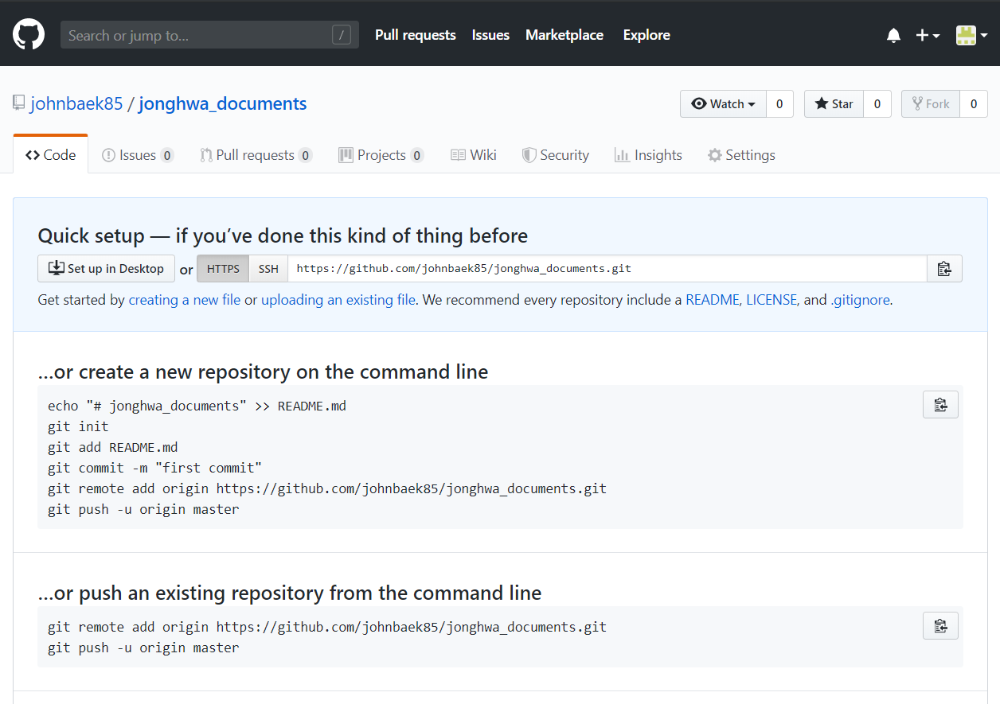 Search or jump to... /
Pull requests Issues Marketplace Explore
johnbaek85 / jonghwa_documents
Watch 0 Star 0 Fork 0
Code Issues 0 Pull requests 0 Projects 0 Wiki Security Insights Settings
Quick setup — if you’ve done this kind of thing before
Set up in Desktop or HTTPS SSH https://github.com/johnbaek85/jonghwa_documents.git
Get started by creating a new file or uploading an existing file. We recommend every repository include a README, LICENSE, and .gitignore.
…or create a new repository on the command line
echo "# jonghwa_documents" >> README.md
git init
git add README.md
git commit -m "first commit"
git remote add origin https://github.com/johnbaek85/jonghwa_documents.git
git push -u origin master
…or push an existing repository from the command line
git remote add origin https://github.com/johnbaek85/jonghwa_documents.git
git push -u origin master